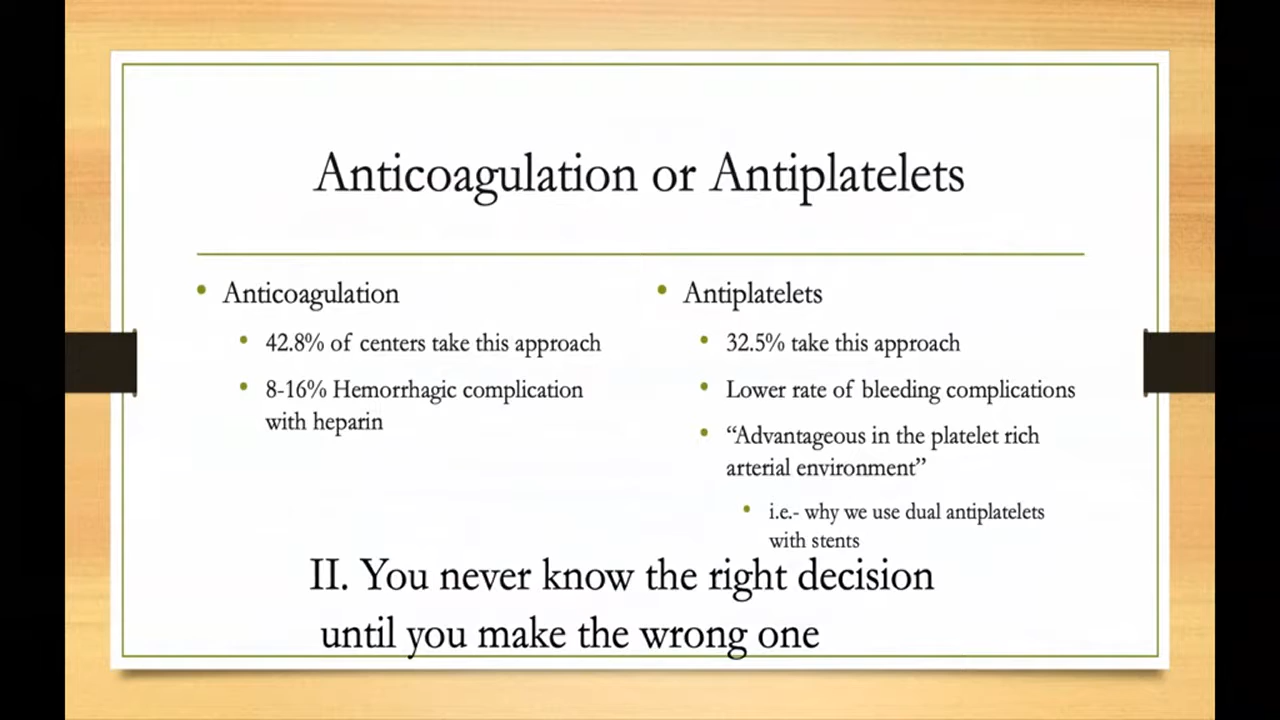 Anticoagulation or Antiplatelets
• Anticoagulation
• 42.8% of centers take this approach
• 8-16% Hemorrhagic complication
with heparin
• Antiplatelets
• 32.5% take this approach
• Lower rate of bleeding complications
• “Advantageous in the platelet rich
arterial environment”
• i.e.- why we use dual antiplatelets
with stents
II. You never know the right decision
until you make the wrong one